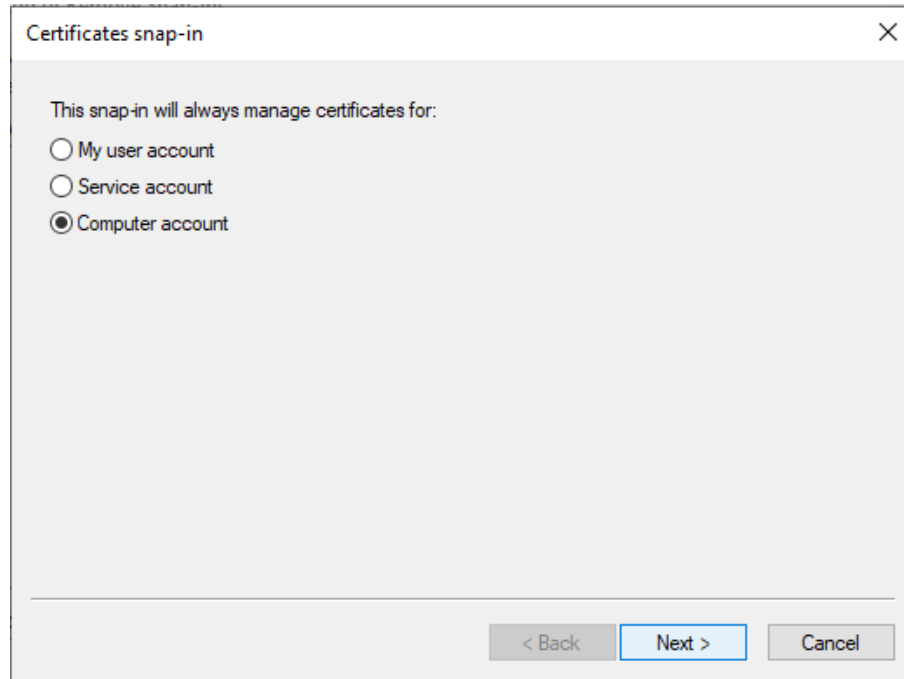 Certificates snap-in
This snap-in will always manage certificates for:
My user account
Service account
Computer account
< Back
Next >
Cancel